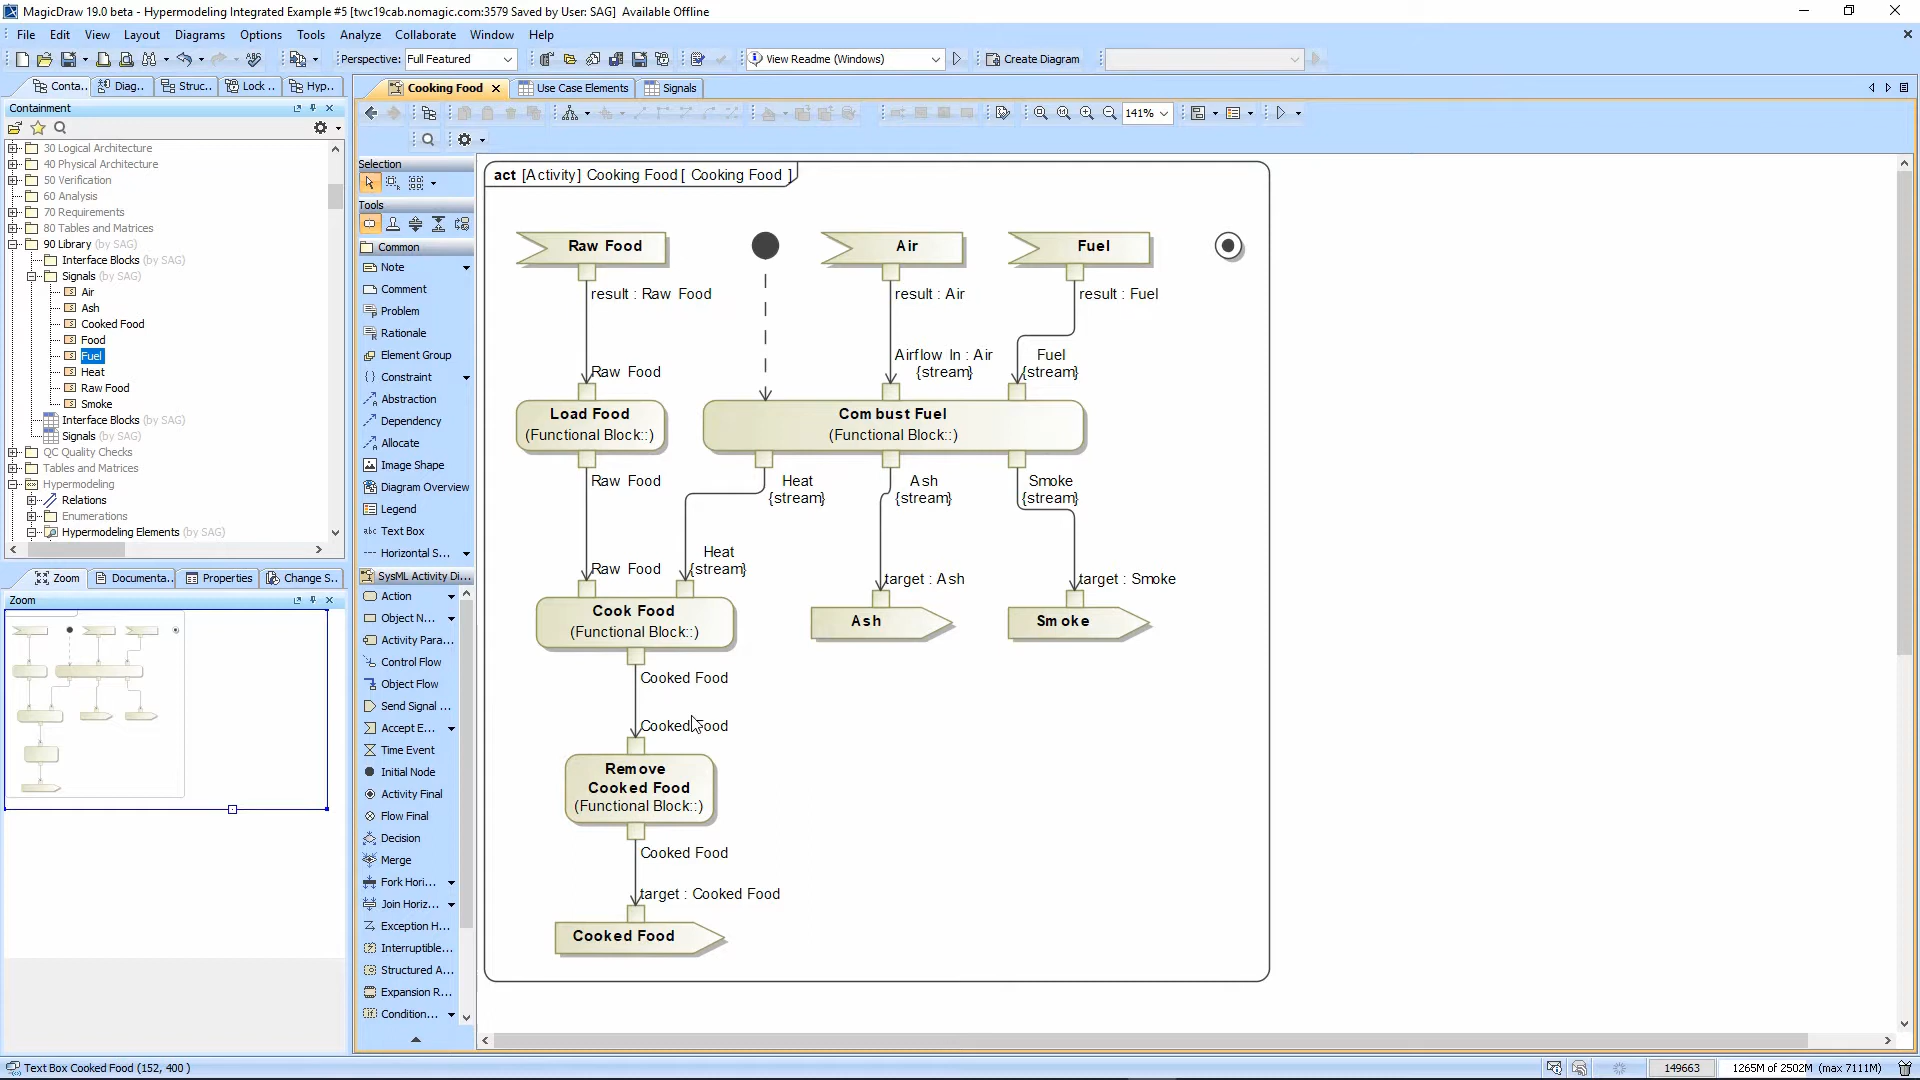 MagicDraw 19.0 beta - Hypermodeling Integrated Example #5 [twc19cab.nomagic.com:3579 Saved by User: SAG] Available Offline
File Edit View Layout Diagrams Options Tools Analyze Collaborate Window Help
Perspective: Full Featured View Readme (Windows) Create Diagram
Conta.. Diag.. Struc... Lock .. Hyp..
Containment
30 Logical Architecture
40 Physical Architecture
50 Verification
60 Analysis
70 Requirements
80 Tables and Matrices
90 Library (by SAG)
Interface Blocks (by SAG)
Signals (by SAG)
Air
Ash
Cooked Food
Food
Fuel
Heat
Raw Food
Smoke
Interface Blocks (by SAG)
Signals (by SAG)
QC Quality Checks
Tables and Matrices
Hypermodeling
Relations
Enumerations
Hypermodeling Elements (by SAG)
Zoom Documenta... Properties Change S...
Zoom
Cooking Food Use Case Elements Signals
141%
Selection
Tools
Common
Note
Comment
Problem
Rationale
Element Group
{ } Constraint
Abstraction
Dependency
Allocate
Image Shape
Diagram Overview
Legend
abc Text Box
Horizontal S...
SysML Activity Di...
Action
Object N...
Activity Para...
Control Flow
Object Flow
Send Signal ...
Accept E...
Time Event
Initial Node
Activity Final
Flow Final
Decision
Merge
Fork Hori...
Join Horiz...
Exception H...
Interruptible...
Structured A...
Expansion R...
Condition...
act [Activity] Cooking Food [ Cooking Food ]
Raw Food Air Fuel
result : Raw Food result : Air result : Fuel
Airflow In : Air Fuel
{stream} {stream}
Raw Food
Load Food
(Functional Block::)
Combust Fuel
(Functional Block::)
Raw Food Heat Ash Smoke
{stream} {stream} {stream}
Heat
{stream}
Raw Food target : Ash target : Smoke
Cook Food
(Functional Block::)
Ash Smoke
Cooked Food
Cooked Food
Remove
Cooked Food
(Functional Block::)
Cooked Food
target : Cooked Food
Cooked Food
Text Box Cooked Food (152, 400 )
149663 1265M of 2502M (max 7111M)